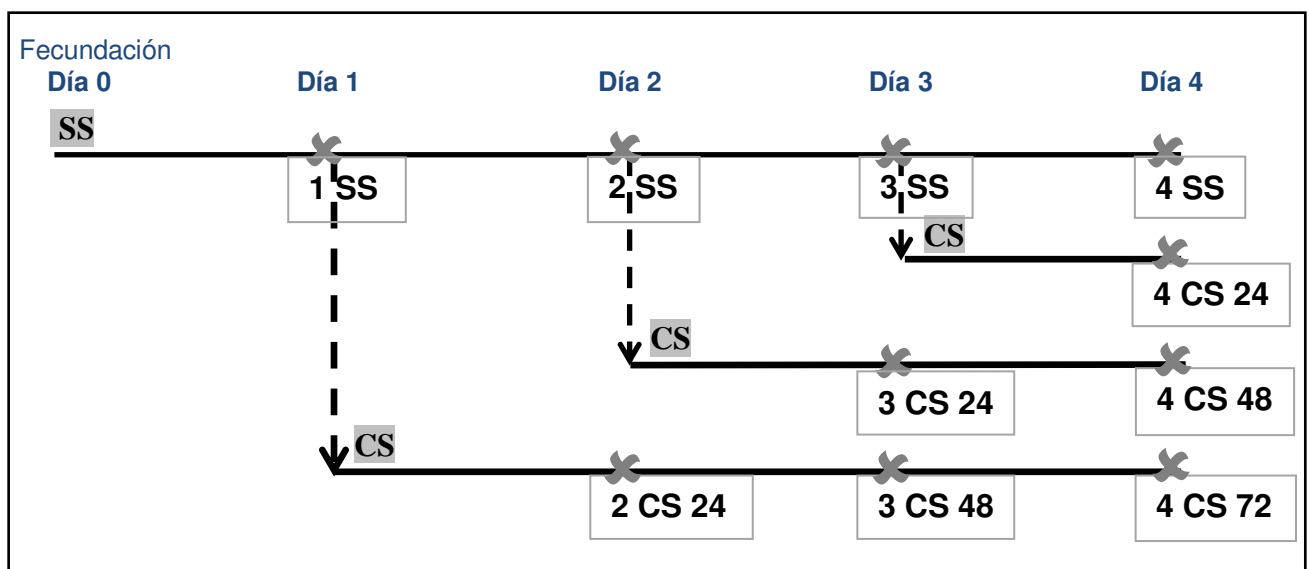 Fecundación
Día 0 Día 1 Día 2 Día 3 Día 4
SS
1 SS 2 SS 3 SS 4 SS
CS
4 CS 24
CS
3 CS 24 4 CS 48
CS
2 CS 24 3 CS 48 4 CS 72